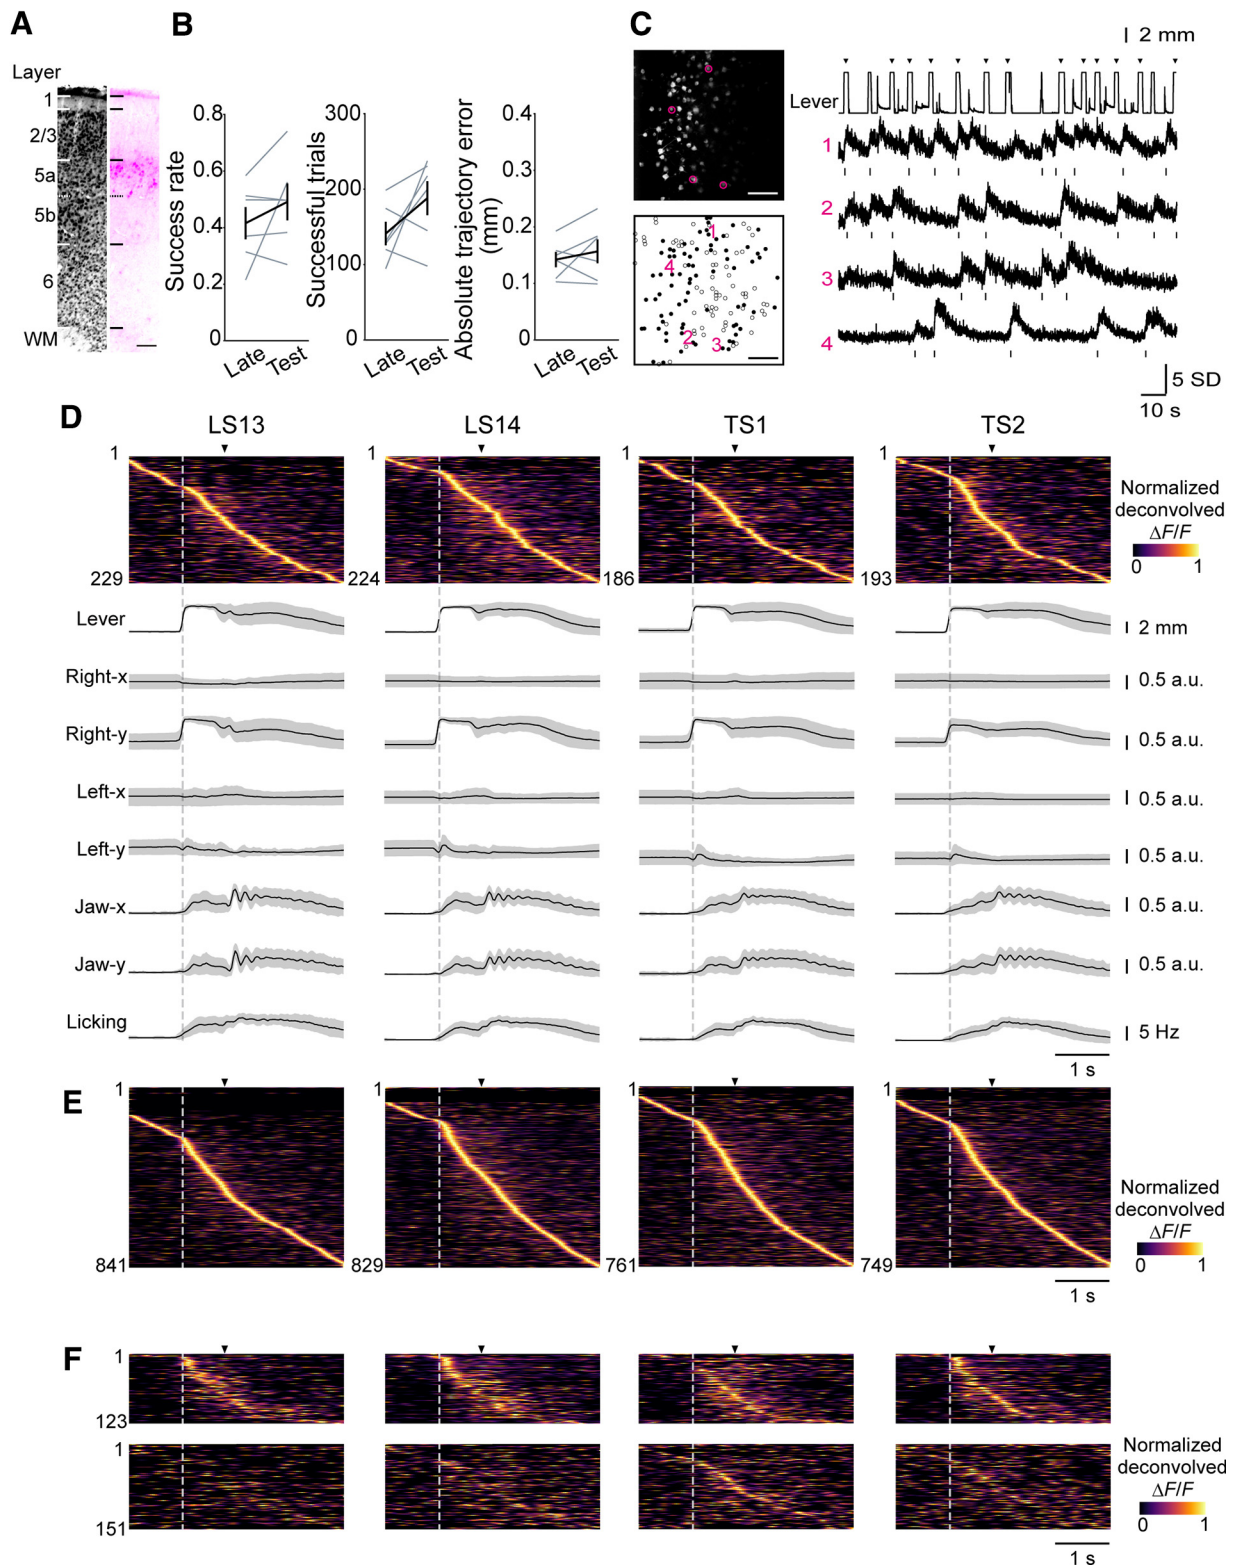 A
Layer
1
2/3
5a
5b
6
WM
B
Success rate
0.8
0.6
0.4
0.2
0
Late
Test
Successful trials
300
200
100
0
Late
Test
Absolute trajectory error
(mm)
0.4
0.3
0.2
0.1
0
Late
Test
C
2 mm
Lever
1
2
3
4
1
4
2
3
5 SD
10 s
D
LS13
LS14
TS1
TS2
1
1
1
1
229
224
186
193
Normalized
deconvolved
ΔF/F
0 1
Lever
2 mm
Right-x
0.5 a.u.
Right-y
0.5 a.u.
Left-x
0.5 a.u.
Left-y
0.5 a.u.
Jaw-x
0.5 a.u.
Jaw-y
0.5 a.u.
Licking
5 Hz
1 s
E
1
1
1
1
841
829
761
749
Normalized
deconvolved
ΔF/F
0 1
1 s
F
1
123
1
151
Normalized
deconvolved
ΔF/F
0 1
1 s